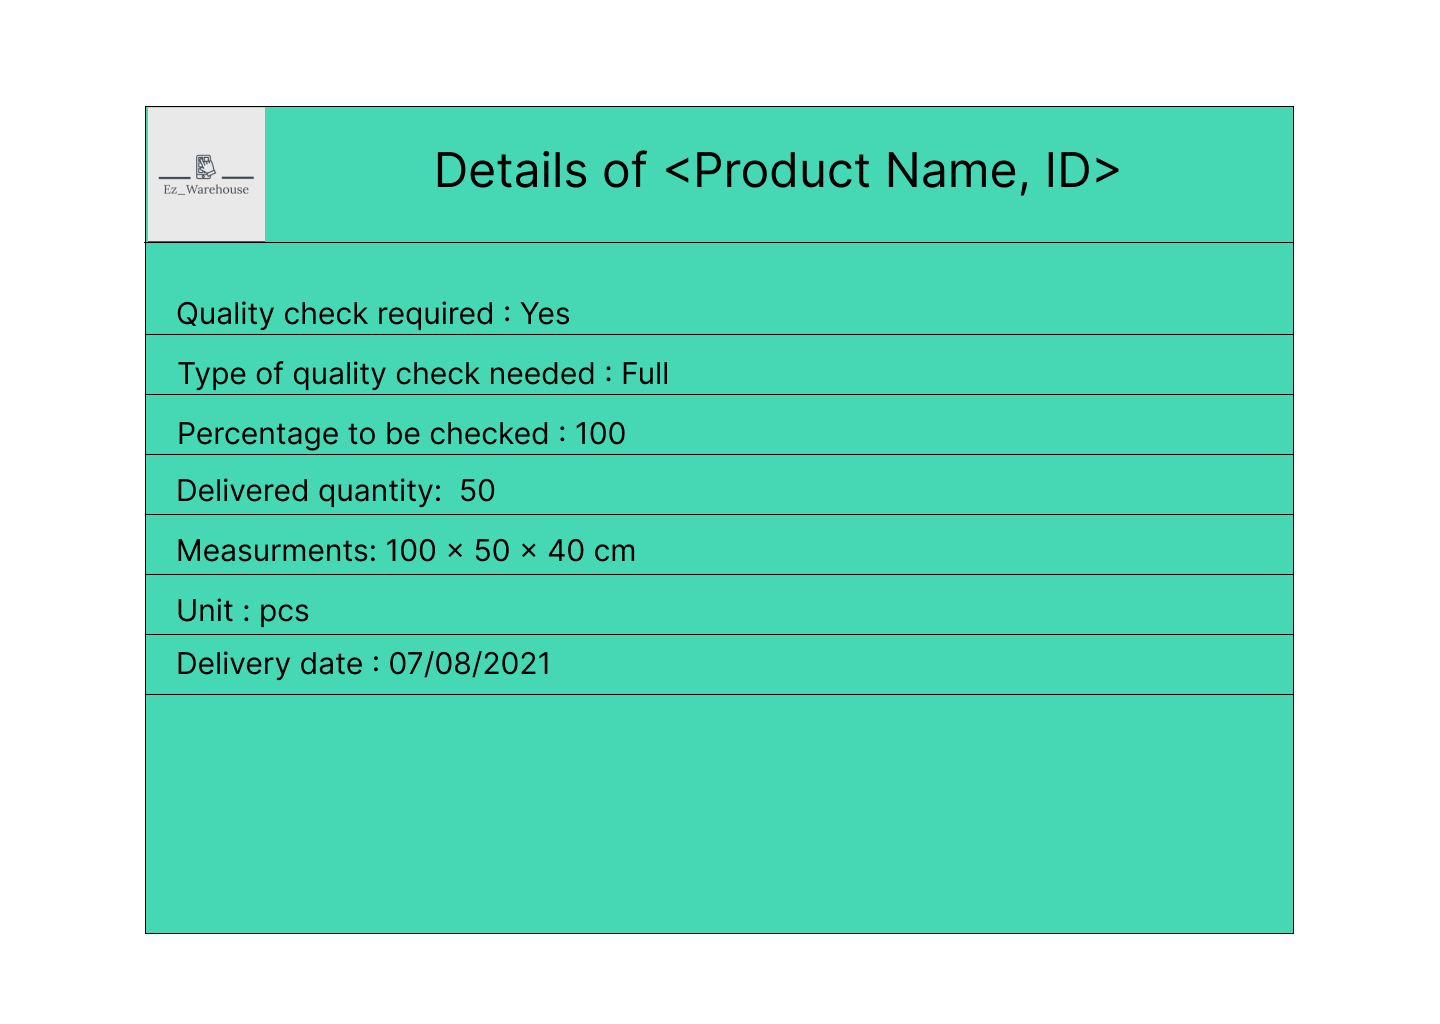 Ez_Warehouse
Details of <Product Name, ID>
Quality check required : Yes
Type of quality check needed : Full
Percentage to be checked : 100
Delivered quantity:  50
Measurments: 100 × 50 × 40 cm
Unit : pcs
Delivery date : 07/08/2021